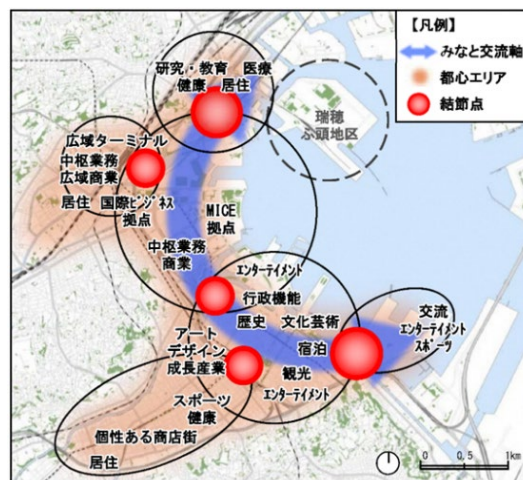 【凡例】
みなと交流軸
都心エリア
結節点
研究・教育 医療
健康 居住
瑞穂
ふ頭地区
広域ターミナル
中枢業務
広域商業
居住 国際ビジネス
拠点
MICE
拠点
中枢業務
商業
エンターテイメント
行政機能
歴史 文化芸術
宿泊
観光
エンターテイメント
交流
エンターテイメント
スポーツ
アート
デザイン
成長産業
スポーツ
健康
個性ある商店街
居住
0 0.5 1km